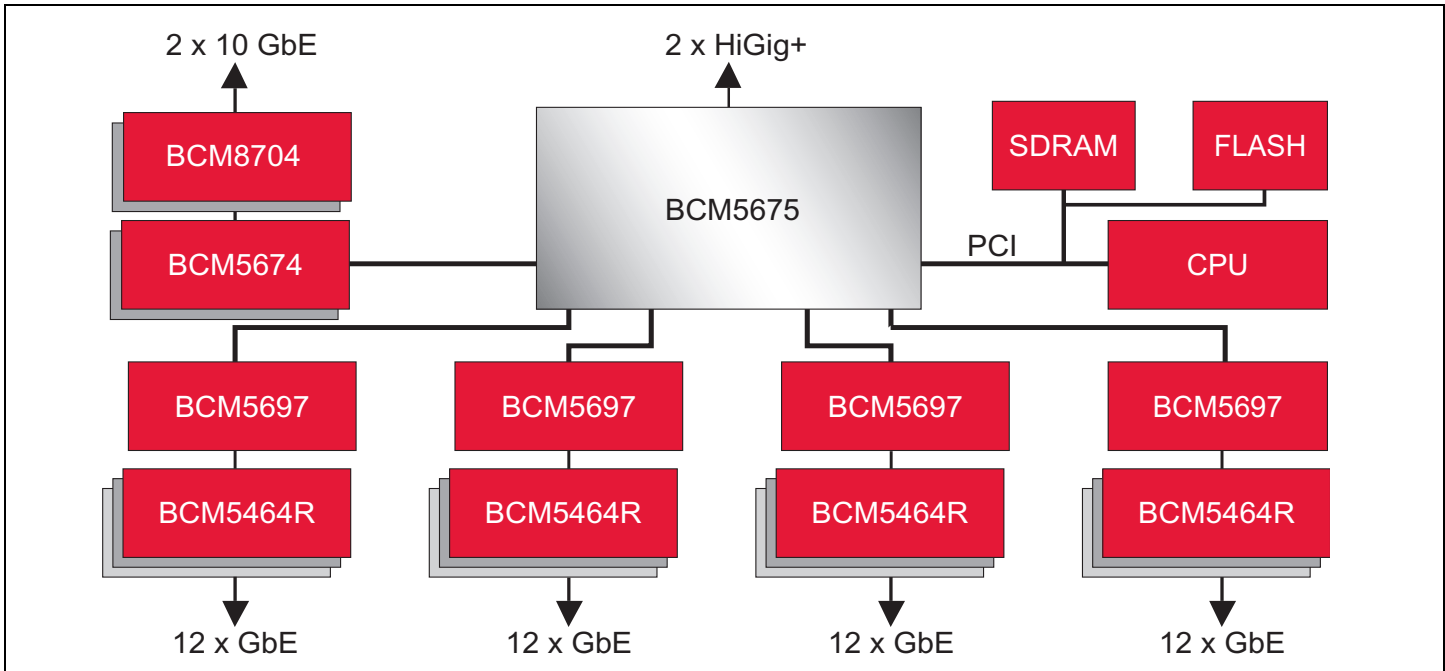 2 x 10 GbE
2 x HiGig+
BCM8704
SDRAM
FLASH
BCM5675
BCM5674
PCI
CPU
BCM5697
BCM5697
BCM5697
BCM5697
BCM5464R
BCM5464R
BCM5464R
BCM5464R
12 x GbE
12 x GbE
12 x GbE
12 x GbE